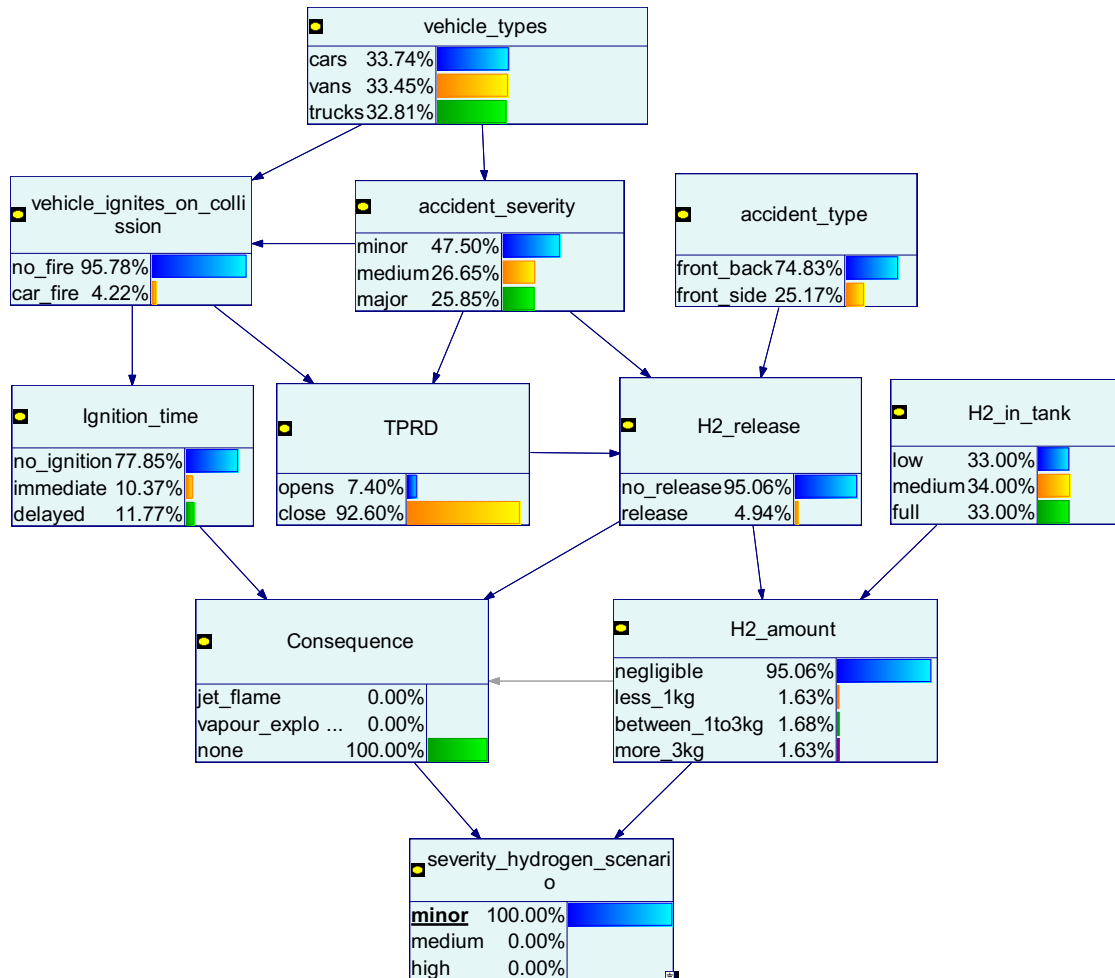 vehicle_types
cars 33.74%
vans 33.45%
trucks 32.81%
vehicle_ignites_on_colli
ssion
no_fire 95.78%
car_fire 4.22%
accident_severity
minor 47.50%
medium 26.65%
major 25.85%
accident_type
front_back 74.83%
front_side 25.17%
Ignition_time
no_ignition 77.85%
immediate 10.37%
delayed 11.77%
TPRD
opens 7.40%
close 92.60%
H2_release
no_release 95.06%
release 4.94%
H2_in_tank
low 33.00%
medium 34.00%
full 33.00%
Consequence
jet_flame 0.00%
vapour_explo ... 0.00%
none 100.00%
H2_amount
negligible 95.06%
less_1kg 1.63%
between_1to3kg 1.68%
more_3kg 1.63%
severity_hydrogen_scenari
o
minor 100.00%
medium 0.00%
high 0.00%